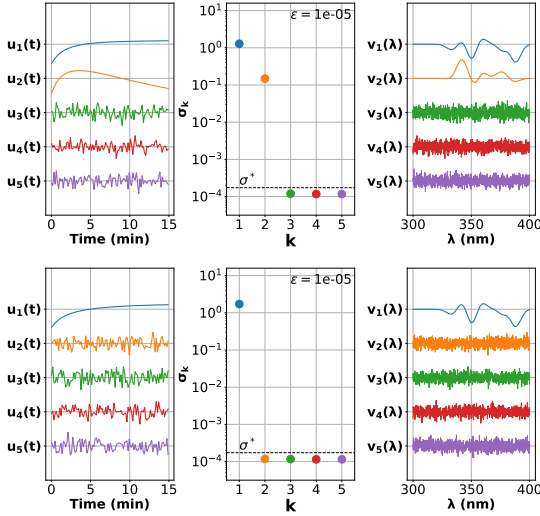 u₁(t)
u₂(t)
u₃(t)
u₄(t)
u₅(t)
0 5 10 15
Time (min)
σₖ
10¹
10⁰
10⁻¹
10⁻²
10⁻³
10⁻⁴
ε = 1e-05
σ*
1 2 3 4 5
k
v₁(λ)
v₂(λ)
v₃(λ)
v₄(λ)
v₅(λ)
300 400
λ (nm)
u₁(t)
u₂(t)
u₃(t)
u₄(t)
u₅(t)
0 5 10 15
Time (min)
σₖ
10¹
10⁰
10⁻¹
10⁻²
10⁻³
10⁻⁴
ε = 1e-05
σ*
1 2 3 4 5
k
v₁(λ)
v₂(λ)
v₃(λ)
v₄(λ)
v₅(λ)
300 400
λ (nm)